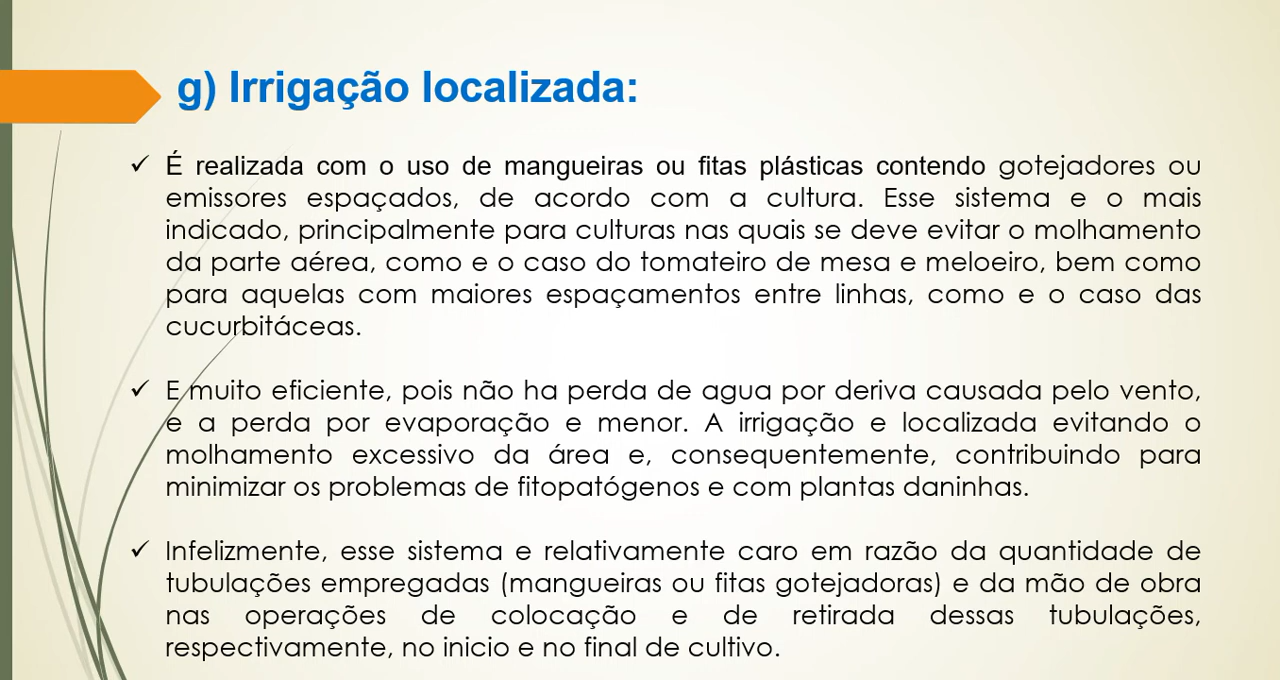 g) Irrigação localizada:
✓ É realizada com o uso de mangueiras ou fitas plásticas contendo gotejadores ou
emissores espaçados, de acordo com a cultura. Esse sistema e o mais
indicado, principalmente para culturas nas quais se deve evitar o molhamento
da parte aérea, como e o caso do tomateiro de mesa e meloeiro, bem como
para aquelas com maiores espaçamentos entre linhas, como e o caso das
cucurbitáceas.
✓ E muito eficiente, pois não ha perda de agua por deriva causada pelo vento,
e a perda por evaporação e menor. A irrigação e localizada evitando o
molhamento excessivo da área e, consequentemente, contribuindo para
minimizar os problemas de fitopatógenos e com plantas daninhas.
✓ Infelizmente, esse sistema e relativamente caro em razão da quantidade de
tubulações empregadas (mangueiras ou fitas gotejadoras) e da mão de obra
nas operações de colocação e de retirada dessas tubulações,
respectivamente, no inicio e no final de cultivo.